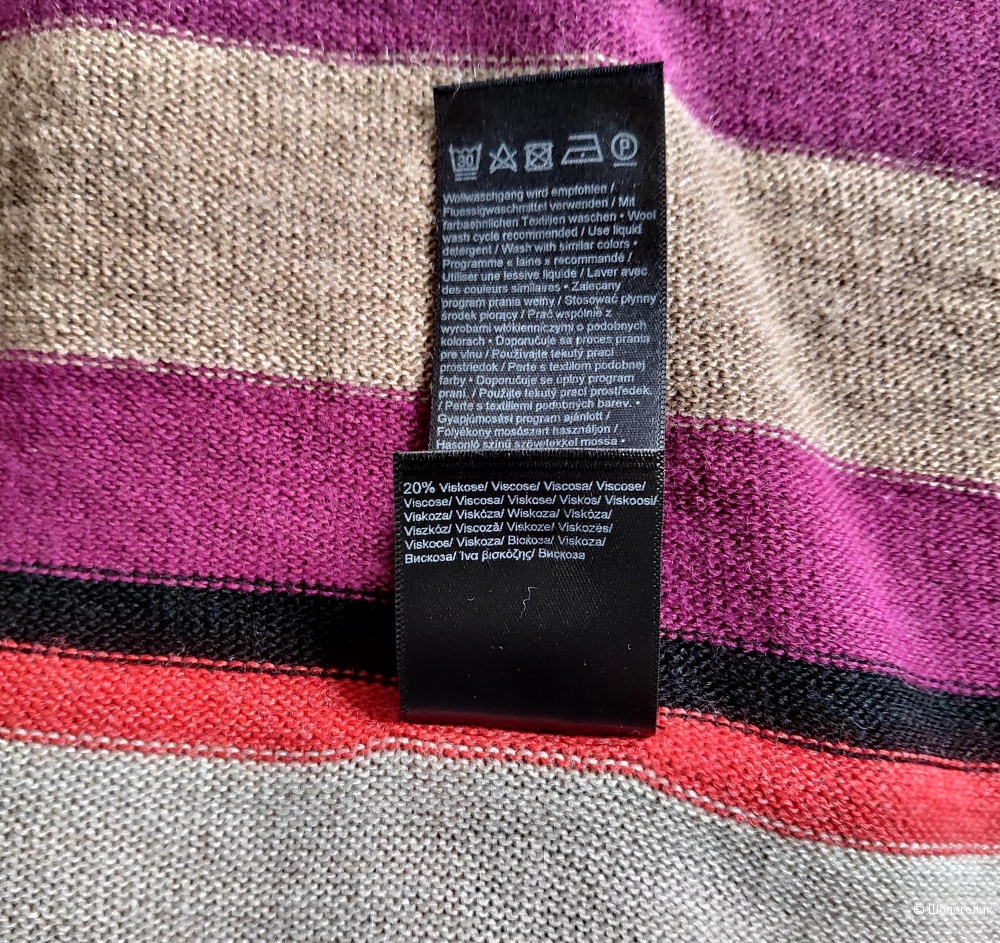 30 P
Wollwaschgang wird empfohlen /
Fluessigwaschmittel verwenden / Mit
farbaehnlichen Textilien waschen • Wool
wash cycle recommended / Use liquid
detergent / Wash with similar colors •
Programme « laine » recommandé /
Utiliser une lessive liquide / Laver avec
des couleurs similaires • Zalecany
program prania wełny / Stosować płynny
środek piorący / Prać wspólnie z
wyrobami włókienniczymi o podobnych
kolorach • Doporučuje sa proces prania
pre vlnu / Používajte tekutý prací
prostriedok / Perte s textilom podobnej
farby • Doporučuje se úplný program
praní. / Použijte tekutý prací prostředek.
/ Perte s textiliemi podobných barev. •
Gyapjúmosási program ajánlott /
Folyékony mosószert használjon /
Hasonló színű szövetekkel mossa •
20% Viskose/ Viscose/ Viscosa/ Viscose/
Viscose/ Viscosa/ Viskose/ Viskos/ Viskoosi/
Viskoza/ Viskóza/ Wiskoza/ Viskóza/
Viszkóz/ Viscoză/ Viskoze/ Viskozės/
Viskoos/ Viskoza/ Вискоза/ Viskoza/
Вискоза/ Ίνα βισκόζης/ Вискоза
© Шопоголик